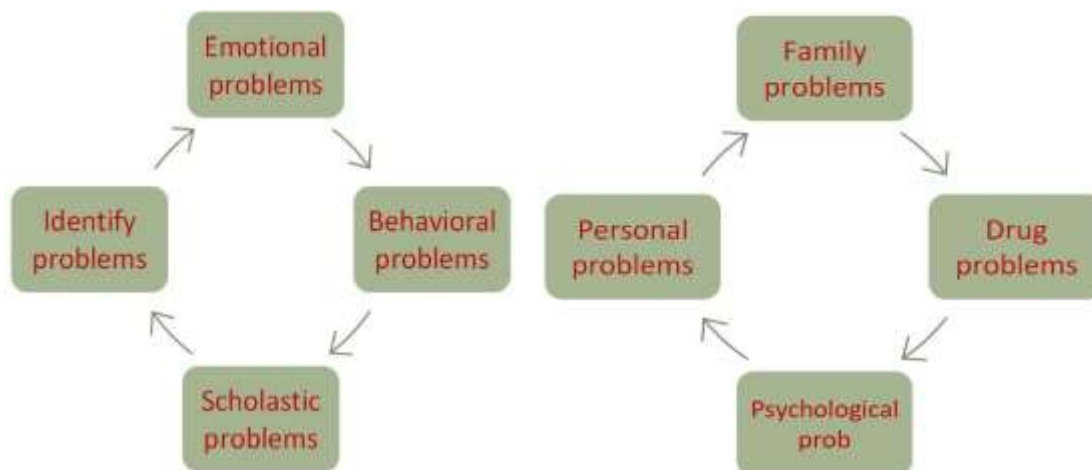 Emotional
problems
Behavioral
problems
Scholastic
problems
Identify
problems
Family
problems
Drug
problems
Psychological
prob
Personal
problems